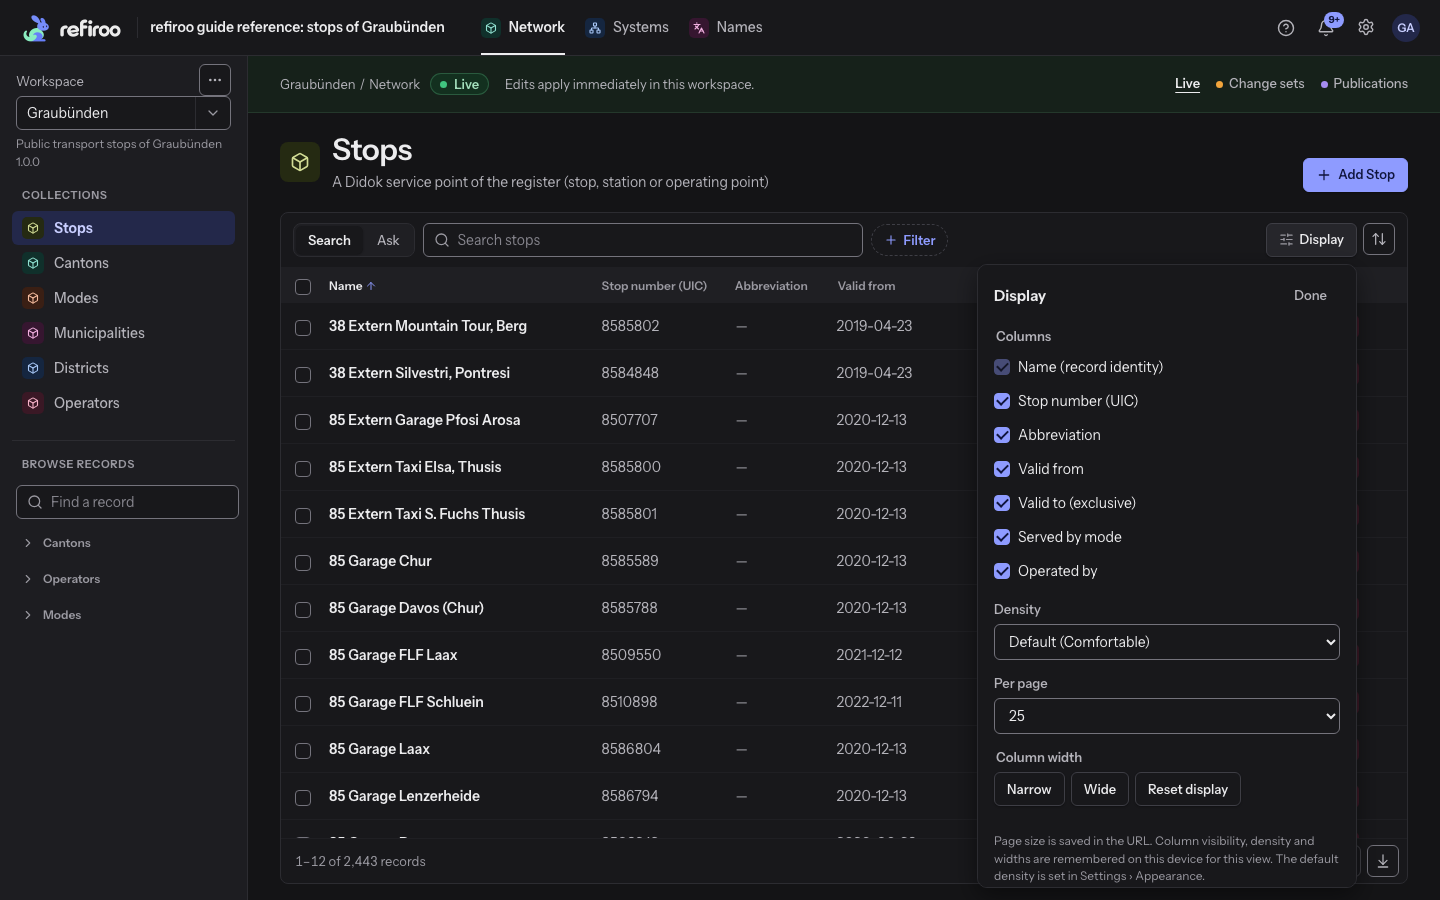 refiroo
refiroo guide reference: stops of Graubünden
Network
Systems
Names
9+
GA
Workspace
Graubünden
Public transport stops of Graubünden
1.0.0
COLLECTIONS
Stops
Cantons
Modes
Municipalities
Districts
Operators
BROWSE RECORDS
Find a record
Cantons
Operators
Modes
Graubünden / Network
Live
Edits apply immediately in this workspace.
Live
Change sets
Publications
Stops
A Didok service point of the register (stop, station or operating point)
Add Stop
Search
Ask
Search stops
Filter
Display
Name
Stop number (UIC)
Abbreviation
Valid from
38 Extern Mountain Tour, Berg 8585802 — 2019-04-23
38 Extern Silvestri, Pontresi 8584848 — 2019-04-23
85 Extern Garage Pfosi Arosa 8507707 — 2020-12-13
85 Extern Taxi Elsa, Thusis 8585800 — 2020-12-13
85 Extern Taxi S. Fuchs Thusis 8585801 — 2020-12-13
85 Garage Chur 8585589 — 2020-12-13
85 Garage Davos (Chur) 8585788 — 2020-12-13
85 Garage FLF Laax 8509550 — 2021-12-12
85 Garage FLF Schluein 8510898 — 2022-12-11
85 Garage Laax 8586804 — 2020-12-13
85 Garage Lenzerheide 8586794 — 2020-12-13
1–12 of 2,443 records
Display
Done
Columns
Name (record identity)
Stop number (UIC)
Abbreviation
Valid from
Valid to (exclusive)
Served by mode
Operated by
Density
Default (Comfortable)
Per page
25
Column width
Narrow
Wide
Reset display
Page size is saved in the URL. Column visibility, density and
widths are remembered on this device for this view. The default
density is set in Settings › Appearance.